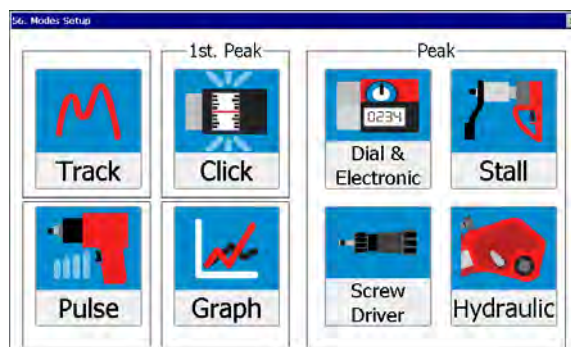 56. Modes Setup
1st. Peak
Peak
Track
Click
0234
Dial &
Electronic
Stall
Pulse
Graph
Screw
Driver
Hydraulic